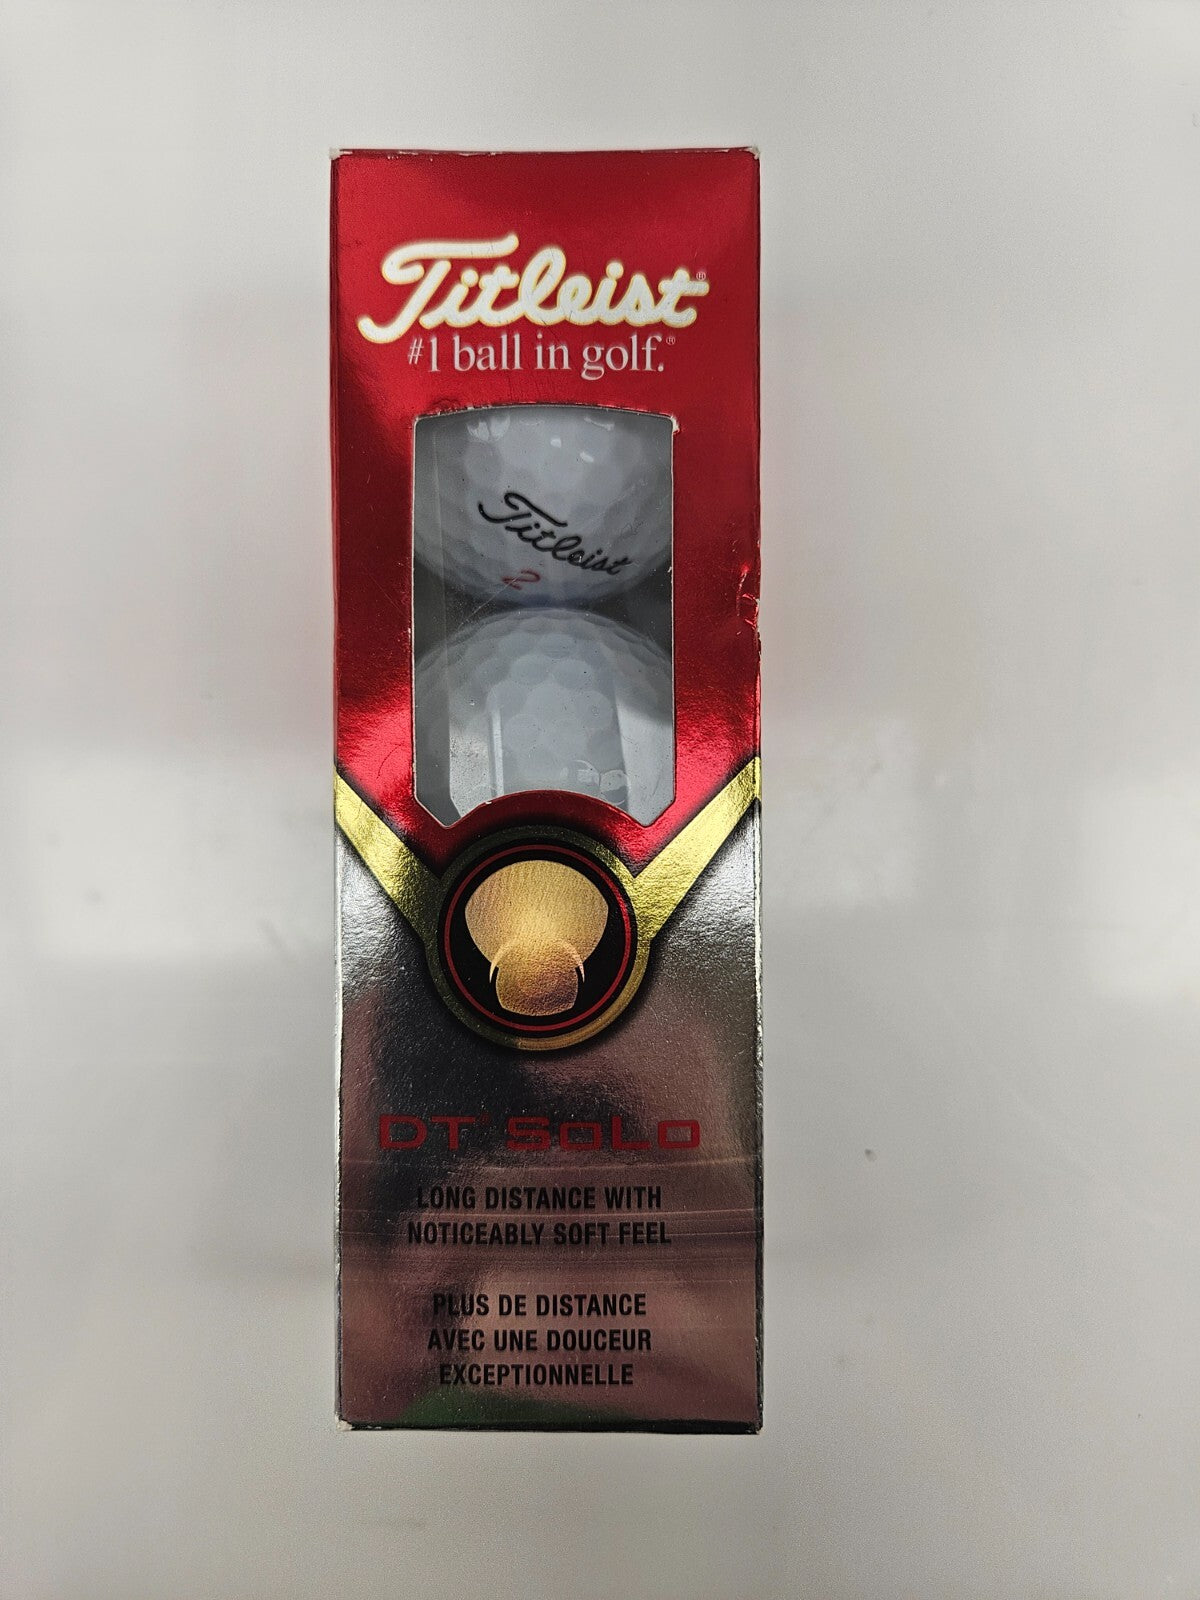 Titleist®
#1 ball in golf.®
Titleist
2
DT® SoLo
LONG DISTANCE WITH
NOTICEABLY SOFT FEEL
PLUS DE DISTANCE
AVEC UNE DOUCEUR
EXCEPTIONNELLE